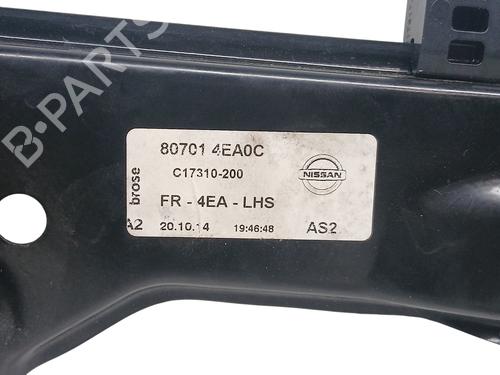 B-PARTS
80701 4EA0C
C17310-200
NISSAN
brose
FR - 4EA - LHS
A2 20.10.14 19:46:48 AS2